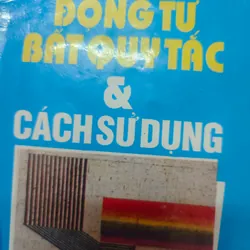 ĐỘNG TỪ
BẤT QUY TẮC
&
CÁCH SỬ DỤNG